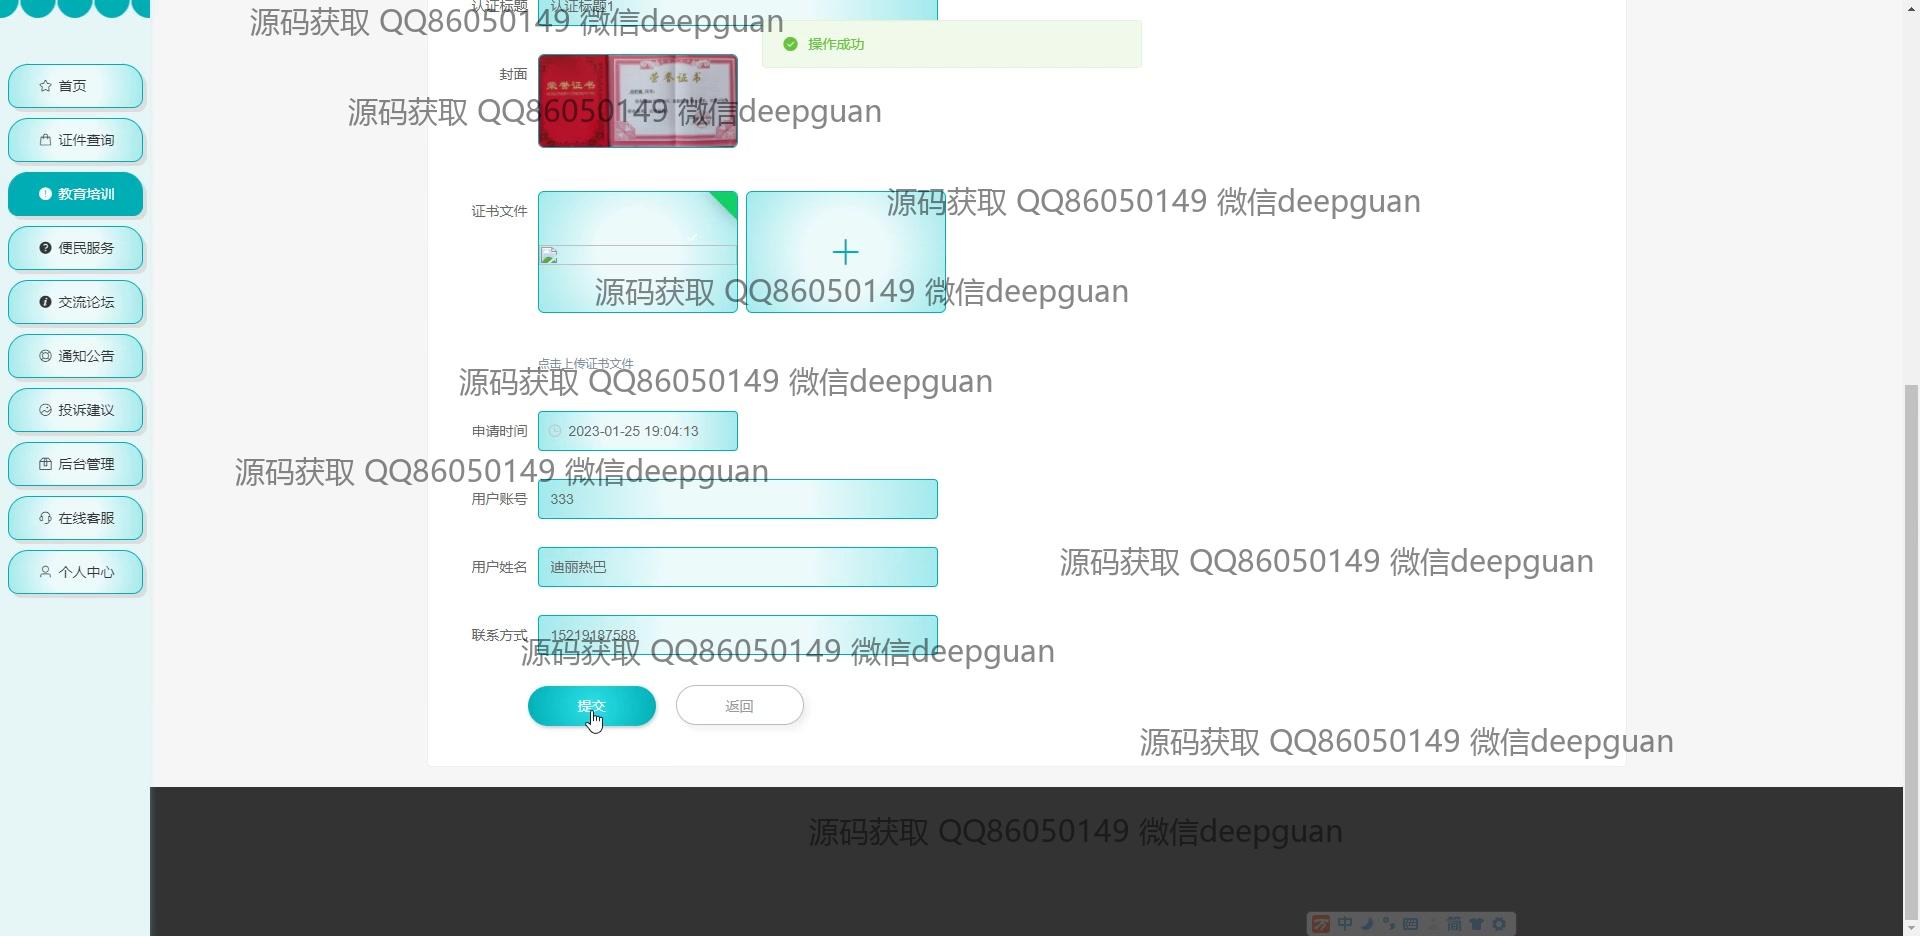 认证标题 认证标题1
源码获取 QQ86050149 微信deepguan
操作成功
首页
封面
荣誉证书
荣誉证书
源码获取 QQ86050149 微信deepguan
证件查询
教育培训
证书文件
源码获取 QQ86050149 微信deepguan
便民服务
源码获取 QQ86050149 微信deepguan
交流论坛
通知公告
点击上传证书文件
源码获取 QQ86050149 微信deepguan
投诉建议
申请时间 2023-01-25 19:04:13
后台管理
源码获取 QQ86050149 微信deepguan
用户账号 333
在线客服
用户姓名 迪丽热巴
源码获取 QQ86050149 微信deepguan
个人中心
联系方式 15219187588
源码获取 QQ86050149 微信deepguan
提交 返回
源码获取 QQ86050149 微信deepguan
源码获取 QQ86050149 微信deepguan
中 简